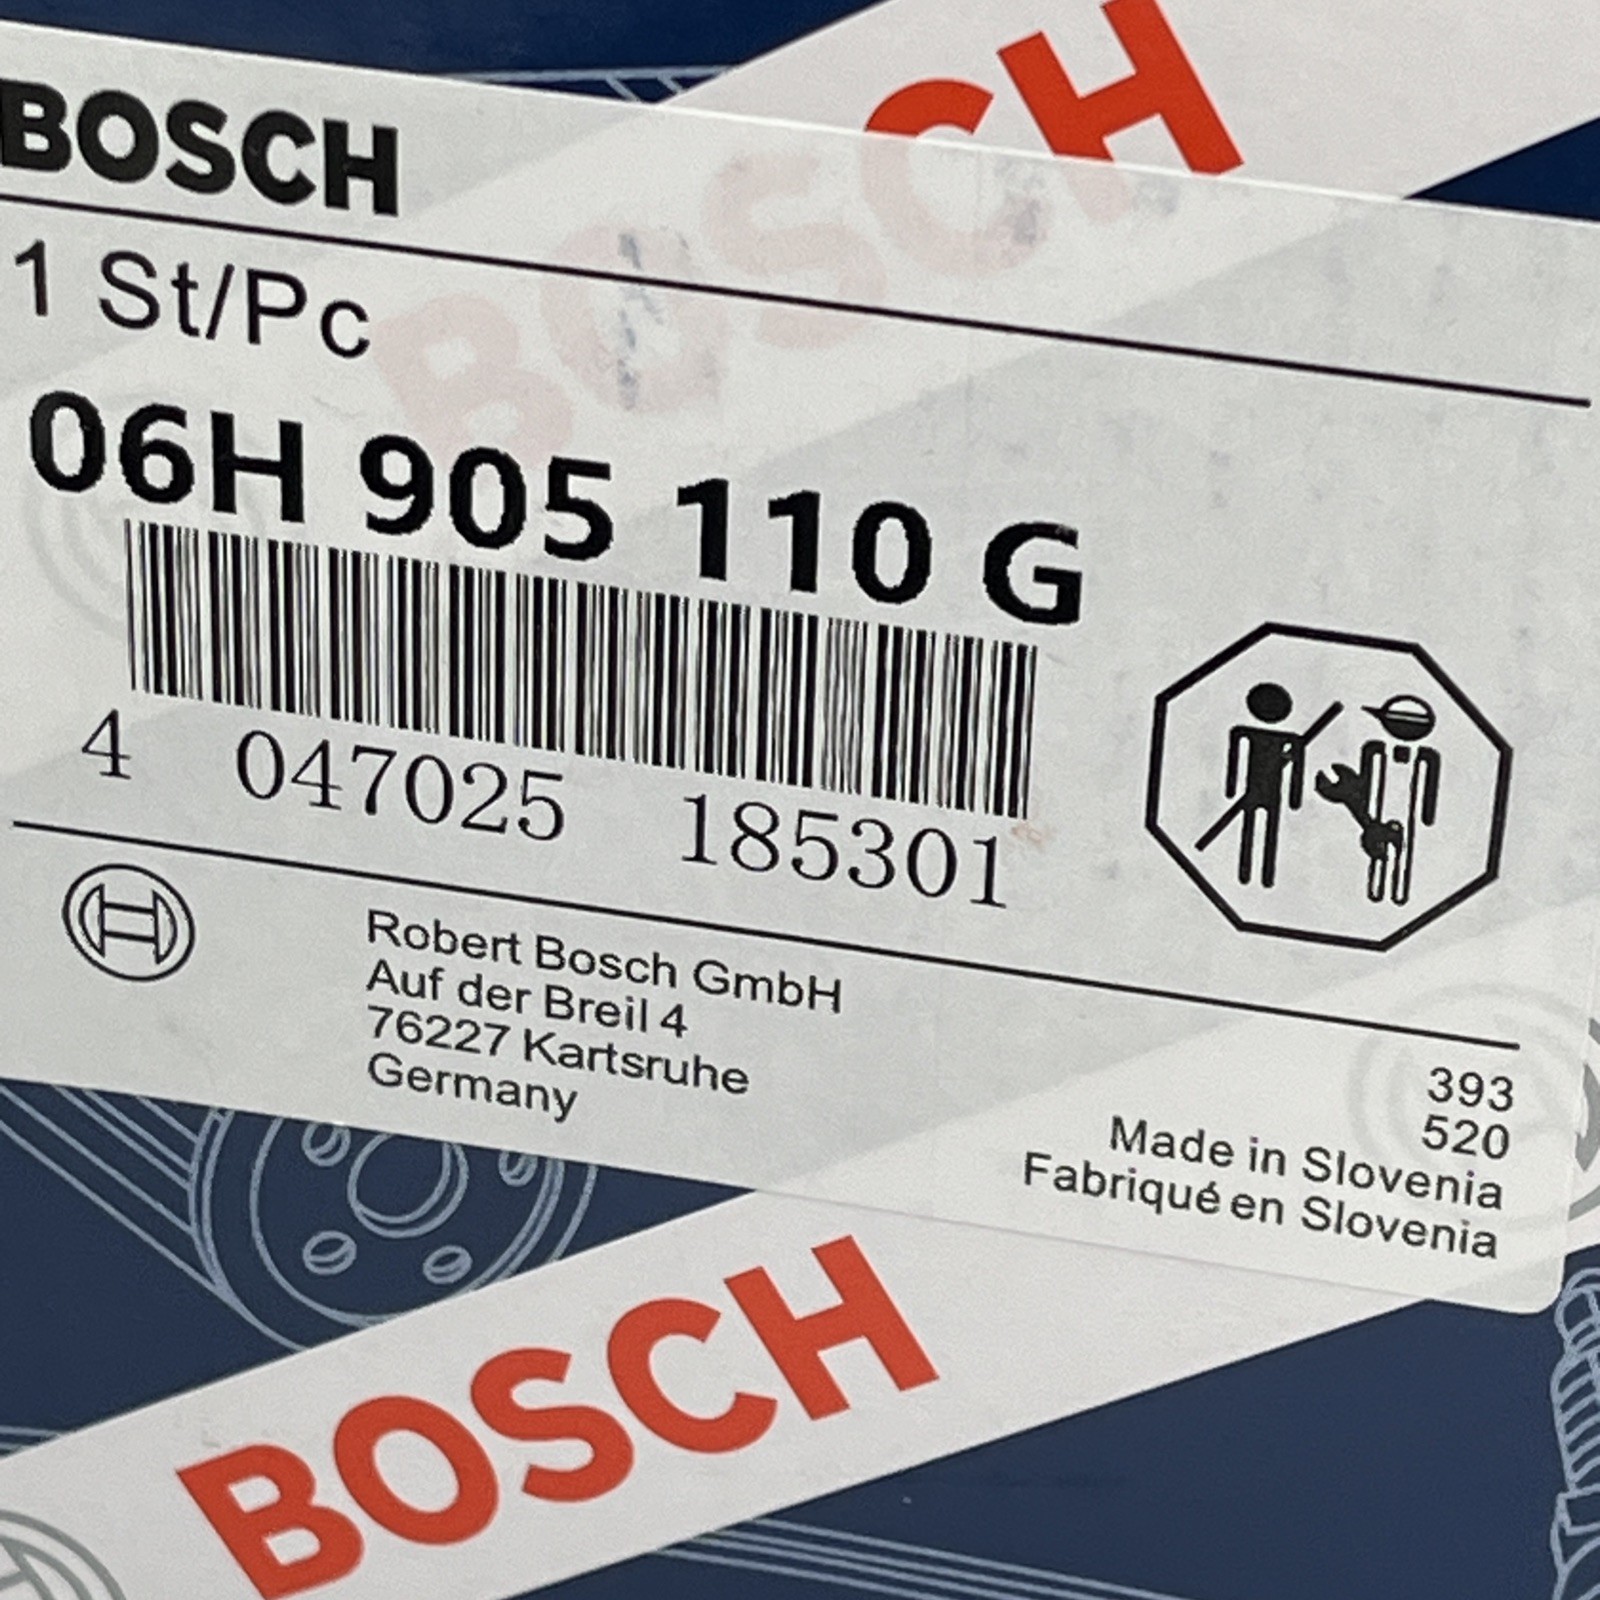 BOSCH
BOSCH
1 St/Pc
06H 905 110 G
4 047025 185301
Robert Bosch GmbH
Auf der Breil 4
76227 Kartsruhe
Germany
393
520
Made in Slovenia
Fabriqué en Slovenia
BOSCH